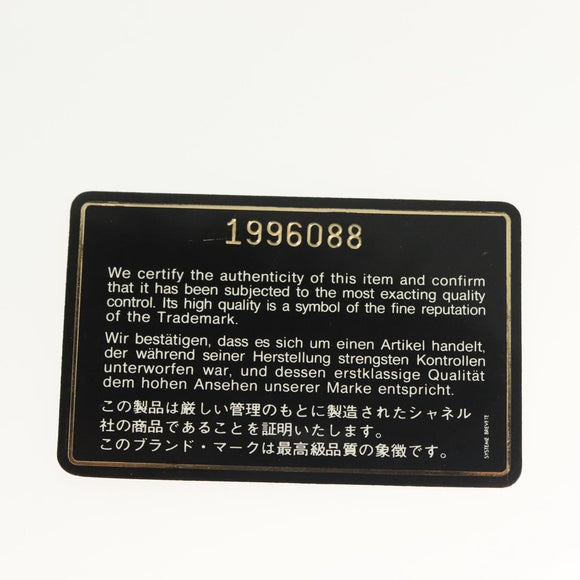 1996088
We certify the authenticity of this item and confirm
that it has been subjected to the most exacting quality
control. Its high quality is a symbol of the fine reputation
of the Trademark.
Wir bestätigen, dass es sich um einen Artikel handelt,
der während seiner Herstellung strengsten Kontrollen
unterworfen war, und dessen erstklassige Qualität
dem hohen Ansehen unserer Marke entspricht.
この製品は厳しい管理のもとに製造されたシャネル
社の商品であることを証明いたします。
このブランド・マークは最高級品質の象徴です。
SYSTEME BREVETE